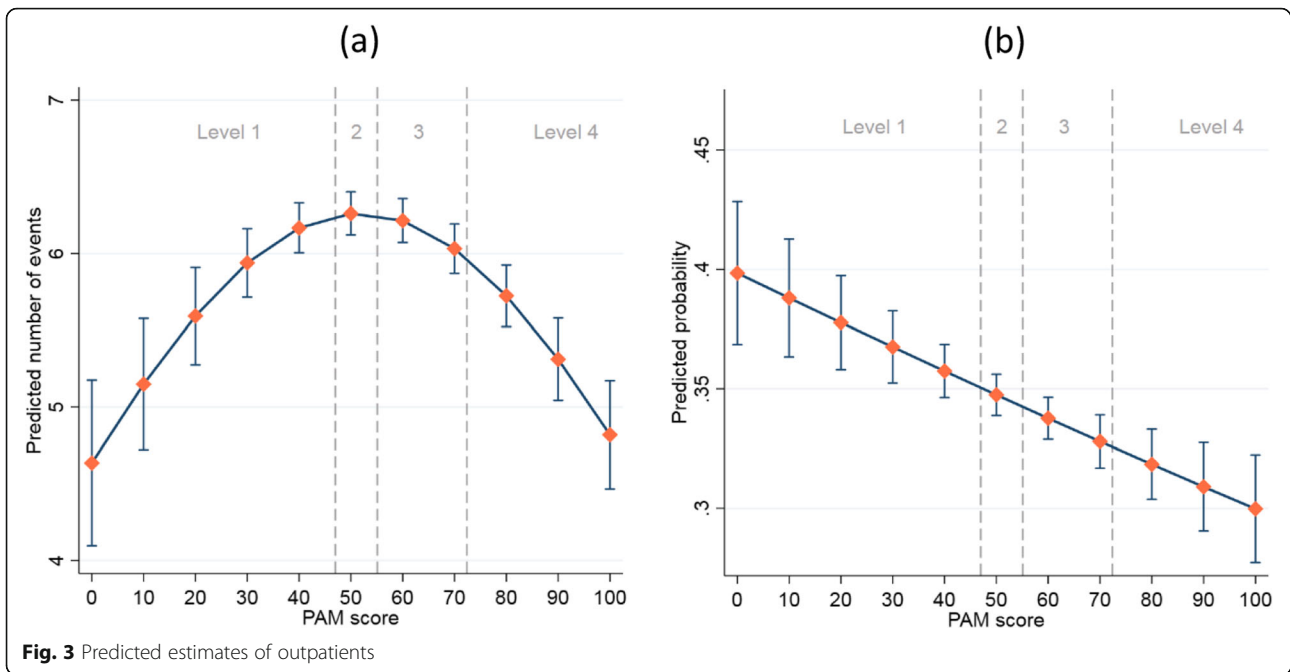 (a)
Predicted number of events
7
6
5
4
Level 1
2
3
Level 4
0 10 20 30 40 50 60 70 80 90 100
PAM score
(b)
Predicted probability
.45
.4
.35
.3
Level 1
2
3
Level 4
0 10 20 30 40 50 60 70 80 90 100
PAM score
Fig. 3 Predicted estimates of outpatients